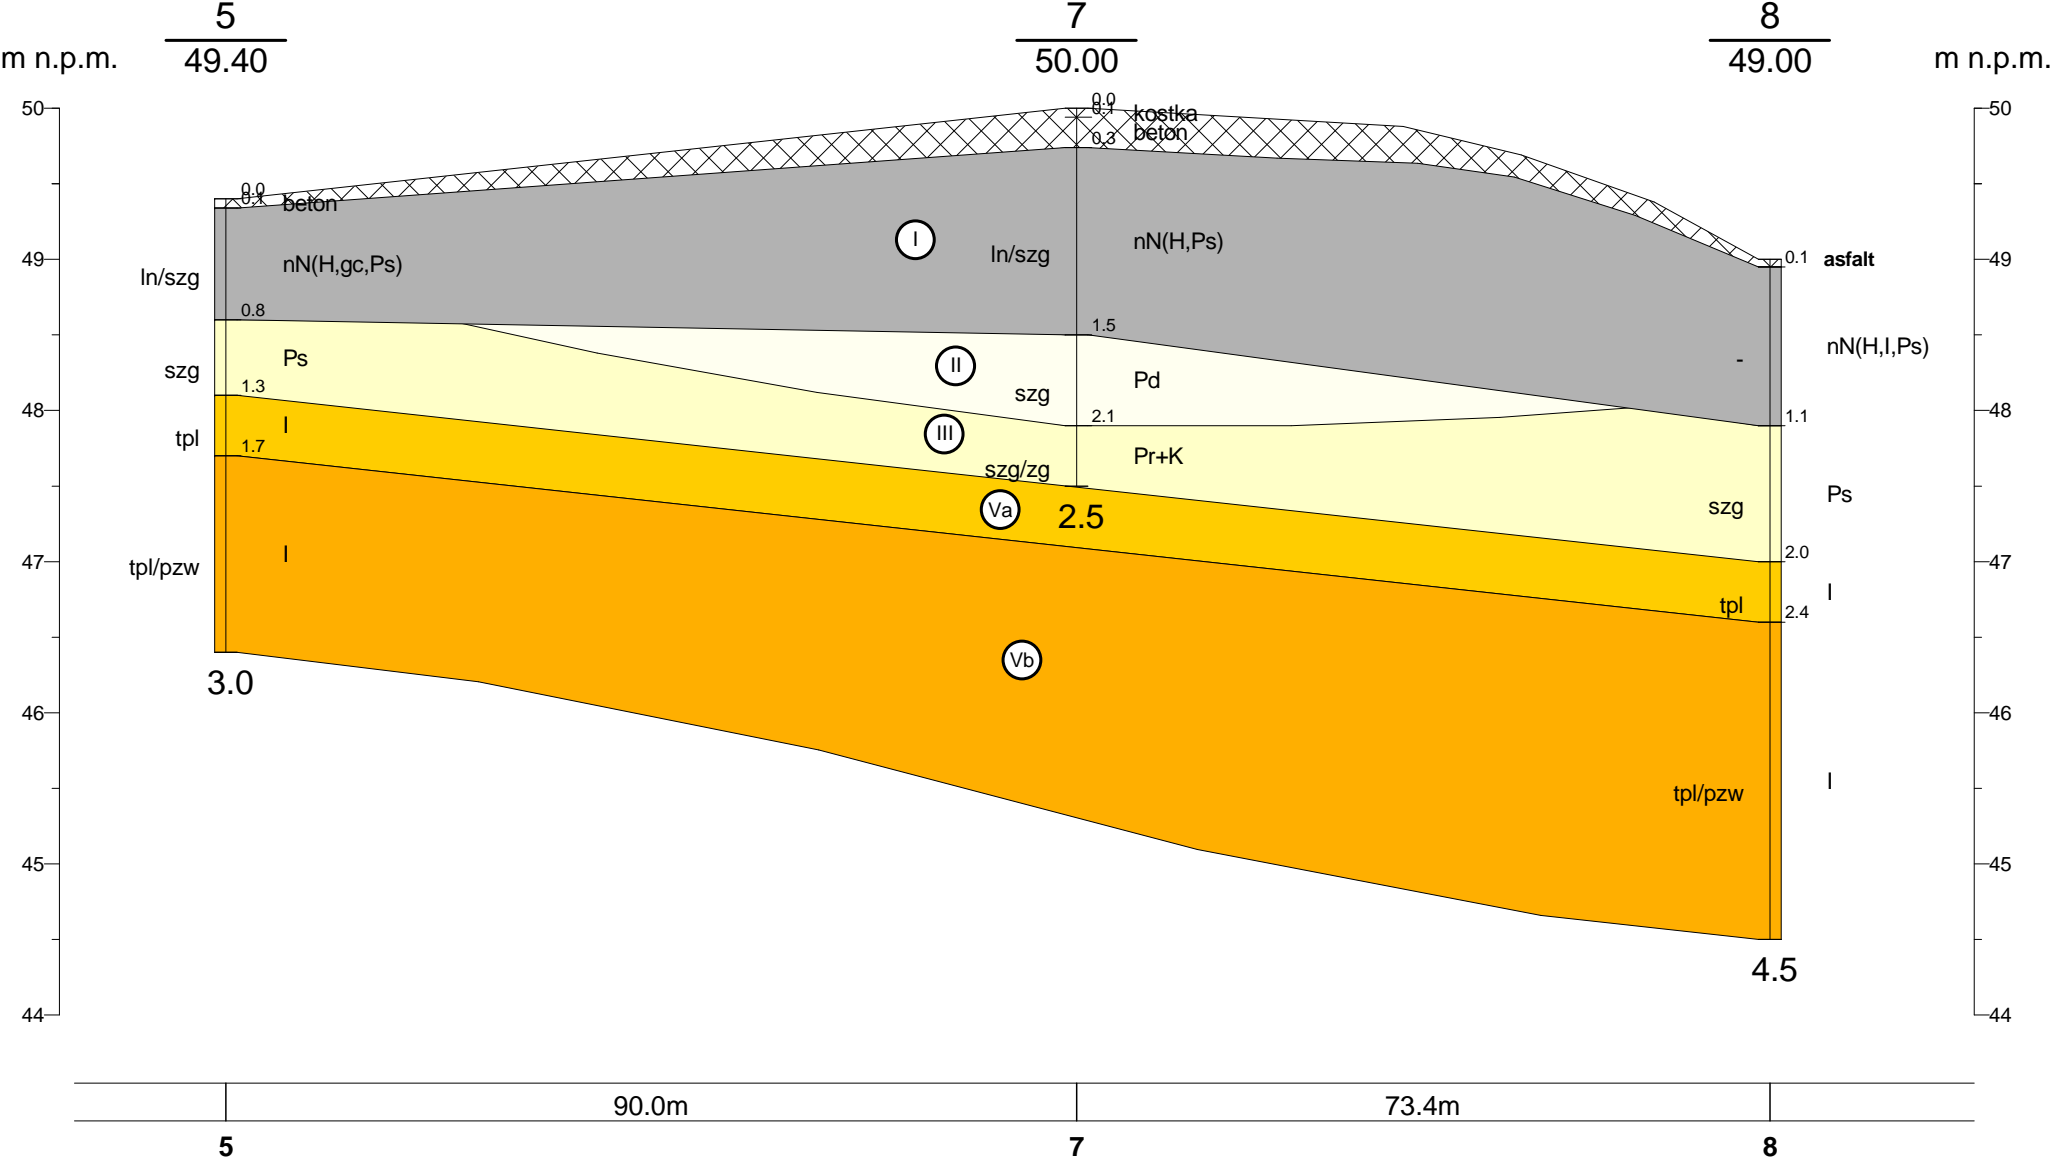 5 7 8
m n.p.m. 49.40 50.00 49.00 m n.p.m.
50 0.0 50
0.1 kostka
beton
0.3
0.0
0.1 beton
49 ln/szg nN(H,gc,Ps) I ln/szg nN(H,Ps) 0.1 asfalt 49
0.8 1.5
- nN(H,I,Ps)
szg Ps II szg Pd
1.3
48 2.1 1.1 48
tpl I III
1.7 szg/zg Pr+K
Va 2.5 szg Ps
47 2.0 47
tpl/pzw I tpl I
2.4
Vb
3.0
46 46
tpl/pzw I
45 45
4.5
44 44
90.0m 73.4m
5 7 8